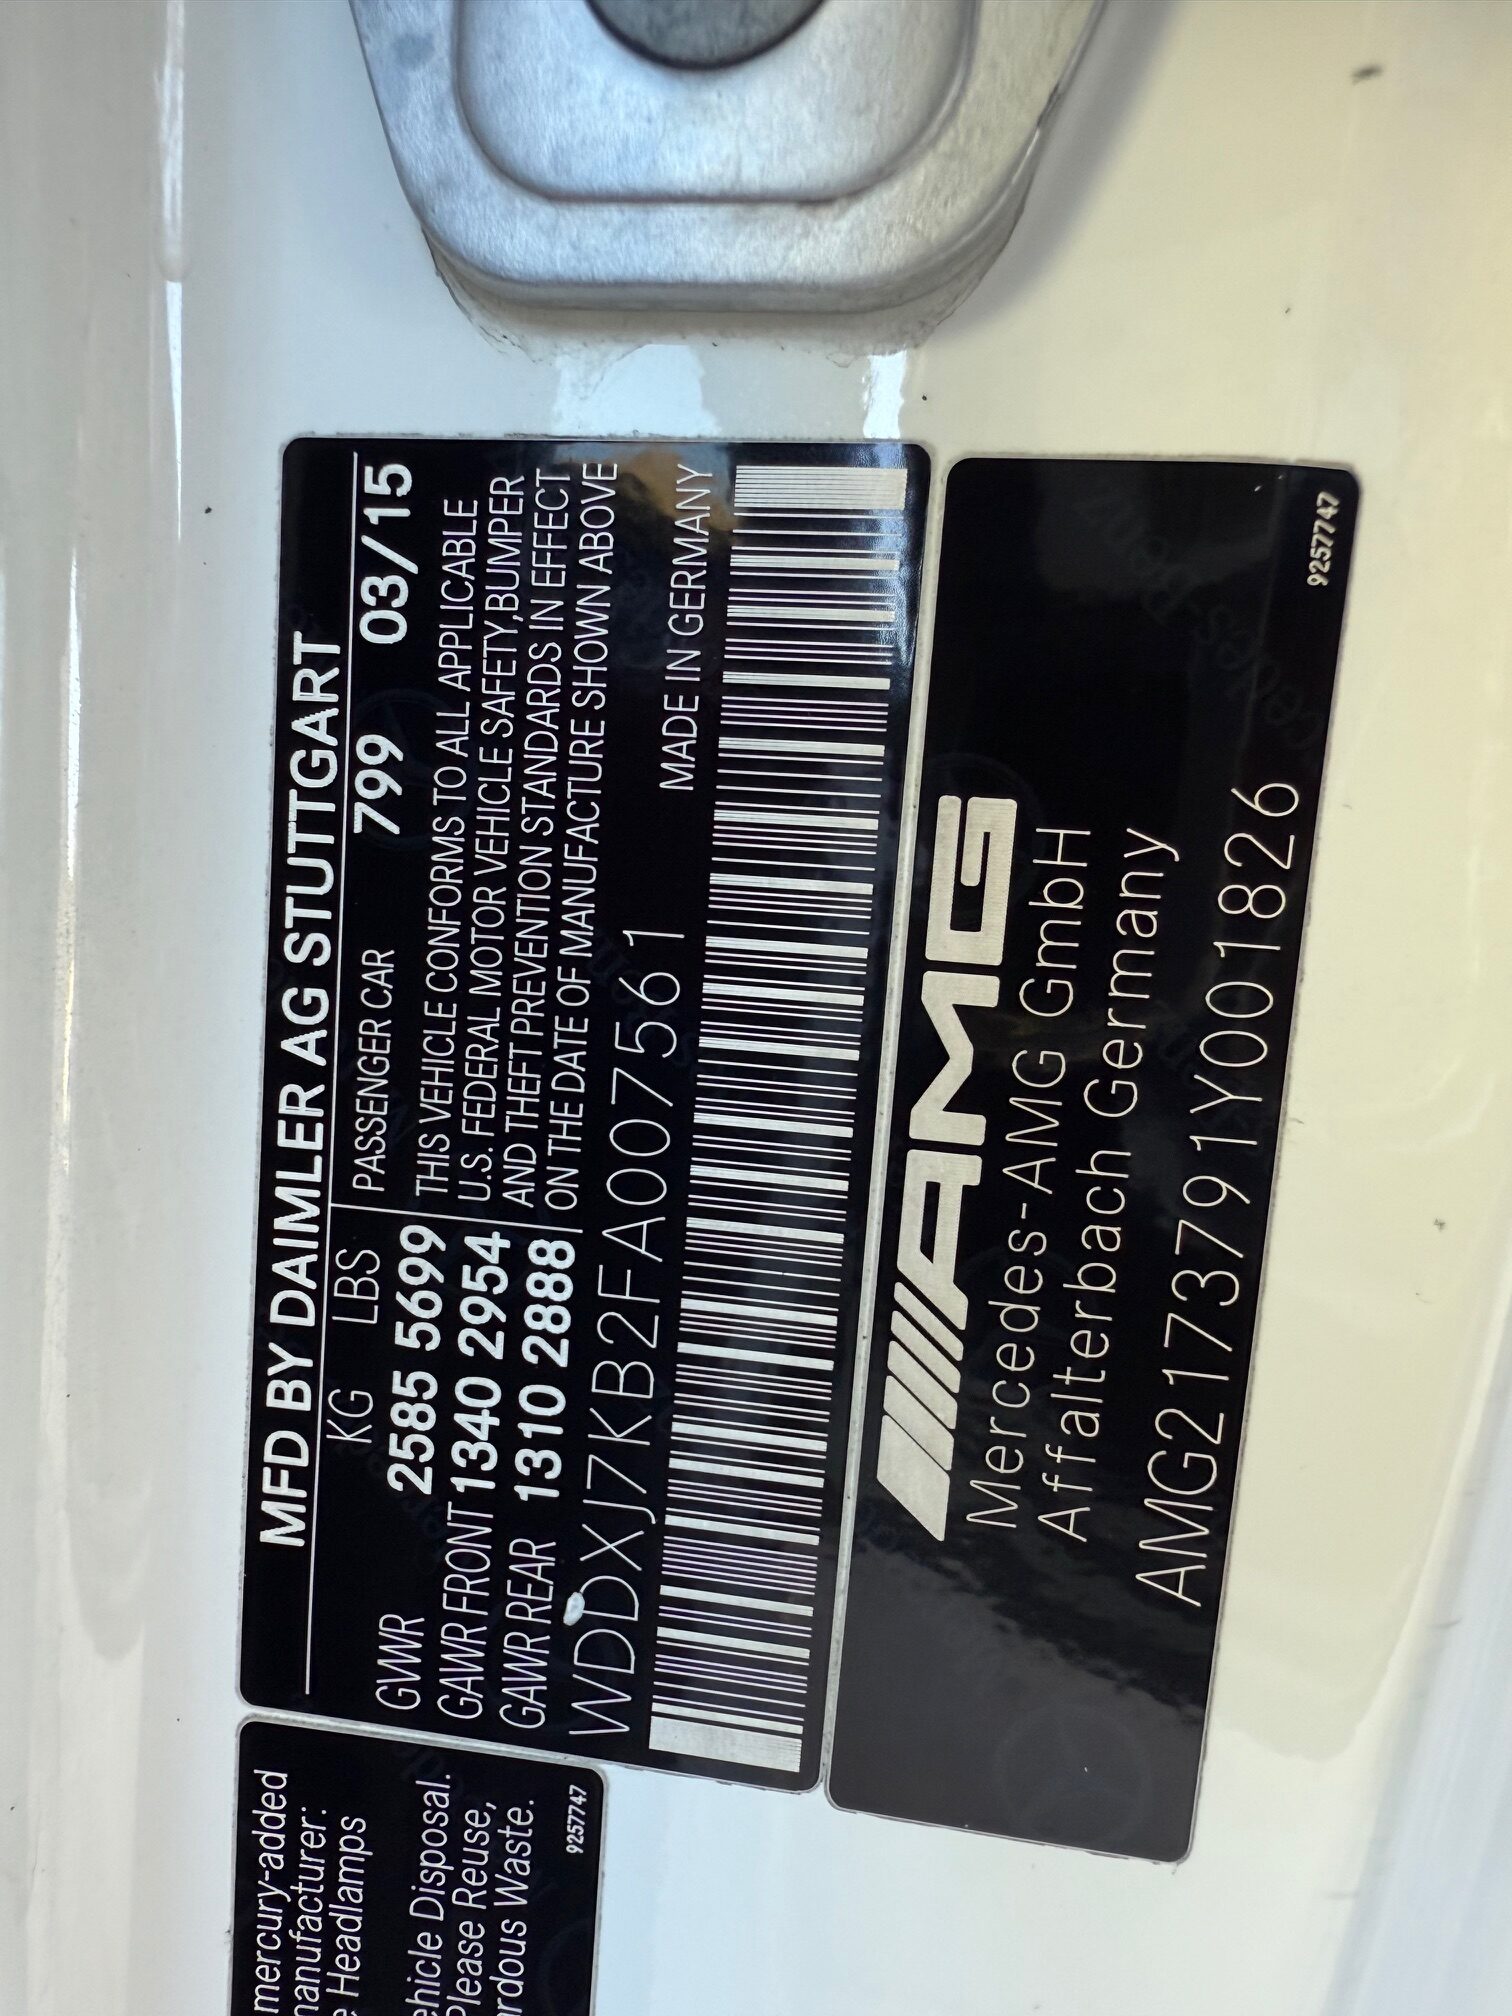 MFD BY DAIMLER AG STUTTGART
KG LBS PASSENGER CAR 799 03/15
GVWR 2585 5699 THIS VEHICLE CONFORMS TO ALL APPLICABLE
GAWR FRONT 1340 2954 U.S. FEDERAL MOTOR VEHICLE SAFETY, BUMPER
GAWR REAR 1310 2888 AND THEFT PREVENTION STANDARDS IN EFFECT
ON THE DATE OF MANUFACTURE SHOWN ABOVE
WDDXJ7KB2FA007561 MADE IN GERMANY
AMG
Mercedes-AMG GmbH
Affalterbach Germany
AMG2173791Y001826
9257747
mercury-added
manufacturer:
Headlamps
Disposal.
Please Reuse,
Waste.
9257747